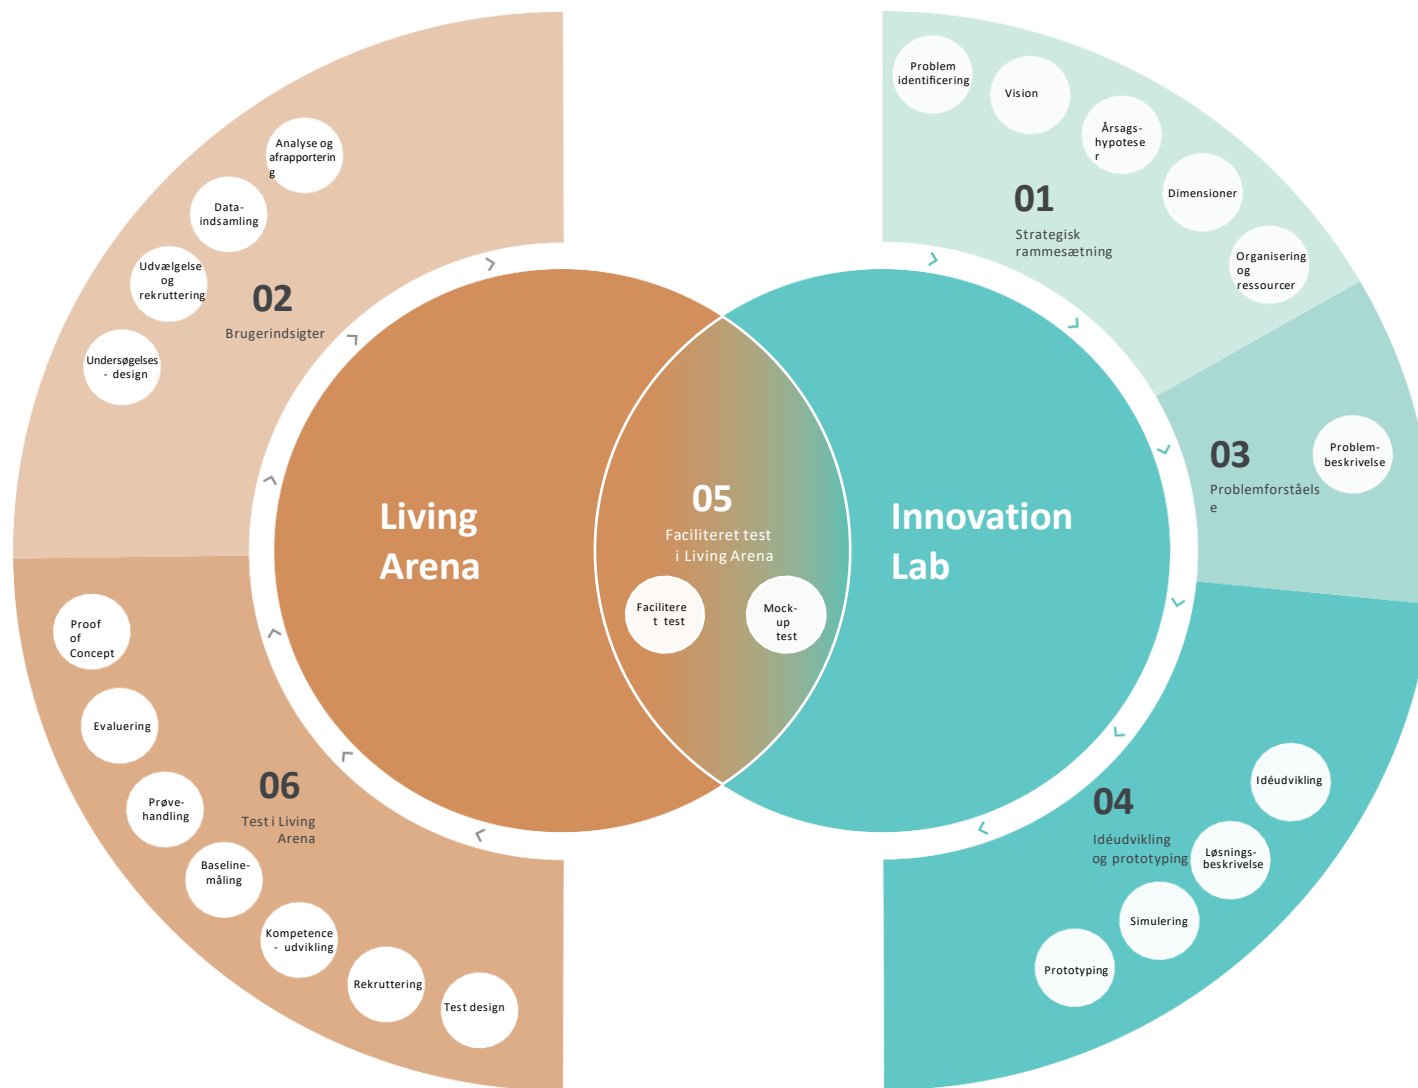 Problem
identificering
Vision
Årsags-
hypotese
r
Dimensioner
Organisering
og
ressourcer
01
Strategisk
rammesætning
Analyse og
afrapporterin
g
Data-
indsamling
Udvælgelse
og
rekruttering
Undersøgelses
- design
02
Brugerindsigter
03
Problemforståels
e
Problem-
beskrivelse
Living
Arena
05
Faciliteret test
i Living Arena
Facilitere
t test
Mock-
up
test
Innovation
Lab
04
Idéudvikling
og prototyping
Idéudvikling
Løsnings-
beskrivelse
Simulering
Prototyping
Proof
of
Concept
Evaluering
Prøve-
handling
Baseline-
måling
Kompetence
- udvikling
Rekruttering
Test design
06
Test i Living
Arena